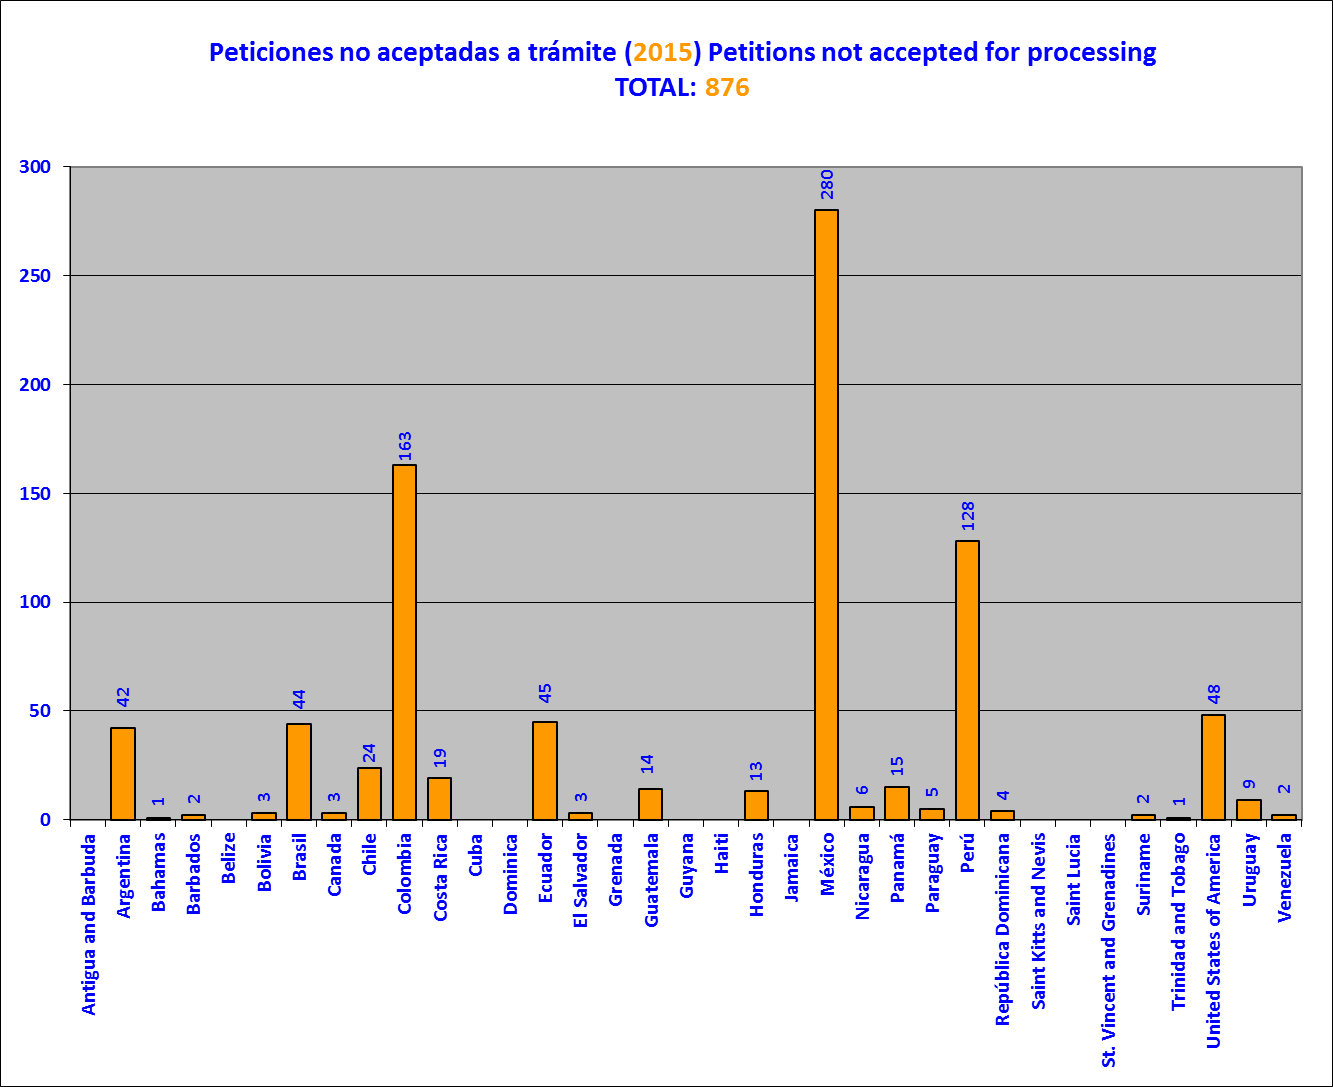 Peticiones no aceptadas a trámite (2015) Petitions not accepted for processing
TOTAL: 876
300
250
200
150
100
50
0
42
1
2
3
44
3
24
163
19
45
3
14
13
280
6
15
5
128
4
2
1
48
9
2
Antigua and Barbuda
Argentina
Bahamas
Barbados
Belize
Bolivia
Brasil
Canada
Chile
Colombia
Costa Rica
Cuba
Dominica
Ecuador
El Salvador
Grenada
Guatemala
Guyana
Haiti
Honduras
Jamaica
México
Nicaragua
Panamá
Paraguay
Perú
República Dominicana
Saint Kitts and Nevis
Saint Lucia
St. Vincent and Grenadines
Suriname
Trinidad and Tobago
United States of America
Uruguay
Venezuela